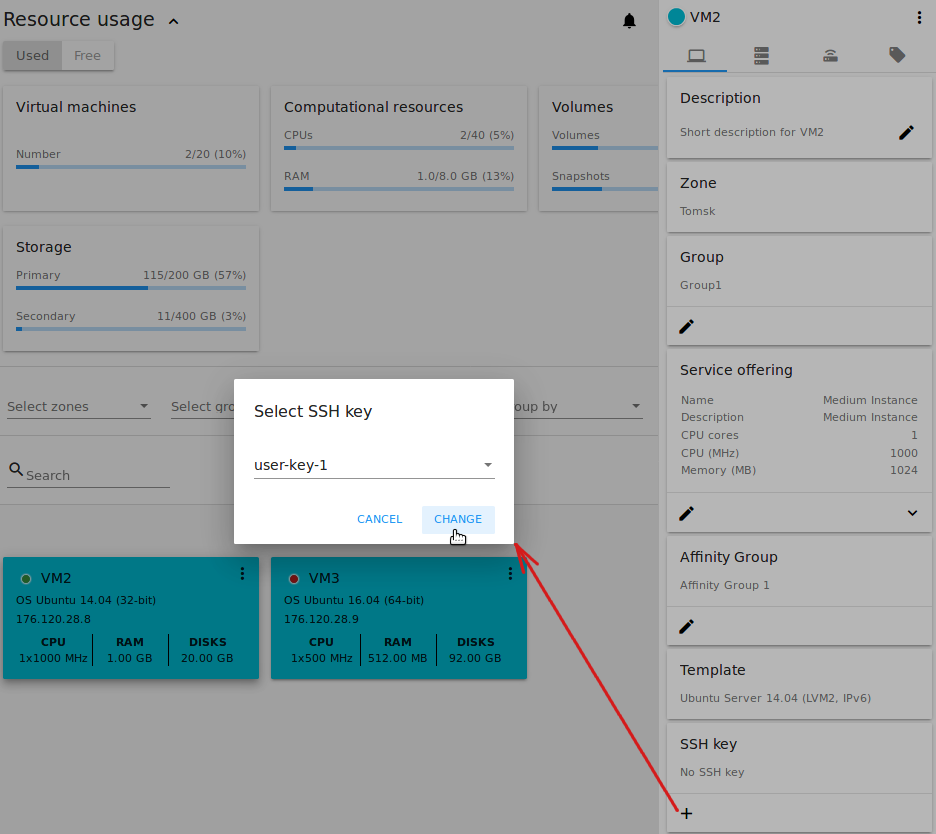 Resource usage
Used
Free
Virtual machines
Number 2/20 (10%)
Computational resources
CPUs 2/40 (5%)
RAM 1.0/8.0 GB (13%)
Volumes
Volumes
Snapshots
Storage
Primary 115/200 GB (57%)
Secondary 11/400 GB (3%)
Select zones
Select
Search
Select SSH key
user-key-1
CANCEL
CHANGE
VM2
OS Ubuntu 14.04 (32-bit)
176.120.28.8
CPU RAM DISKS
1x1000 MHz 1.00 GB 20.00 GB
VM3
OS Ubuntu 16.04 (64-bit)
176.120.28.9
CPU RAM DISKS
1x500 MHz 512.00 MB 92.00 GB
VM2
Description
Short description for VM2
Zone
Tomsk
Group
Group1
Service offering
Name Medium Instance
Description Medium Instance
CPU cores 1
CPU (MHz) 1000
Memory (MB) 1024
Affinity Group
Affinity Group 1
Template
Ubuntu Server 14.04 (LVM2, IPv6)
SSH key
No SSH key